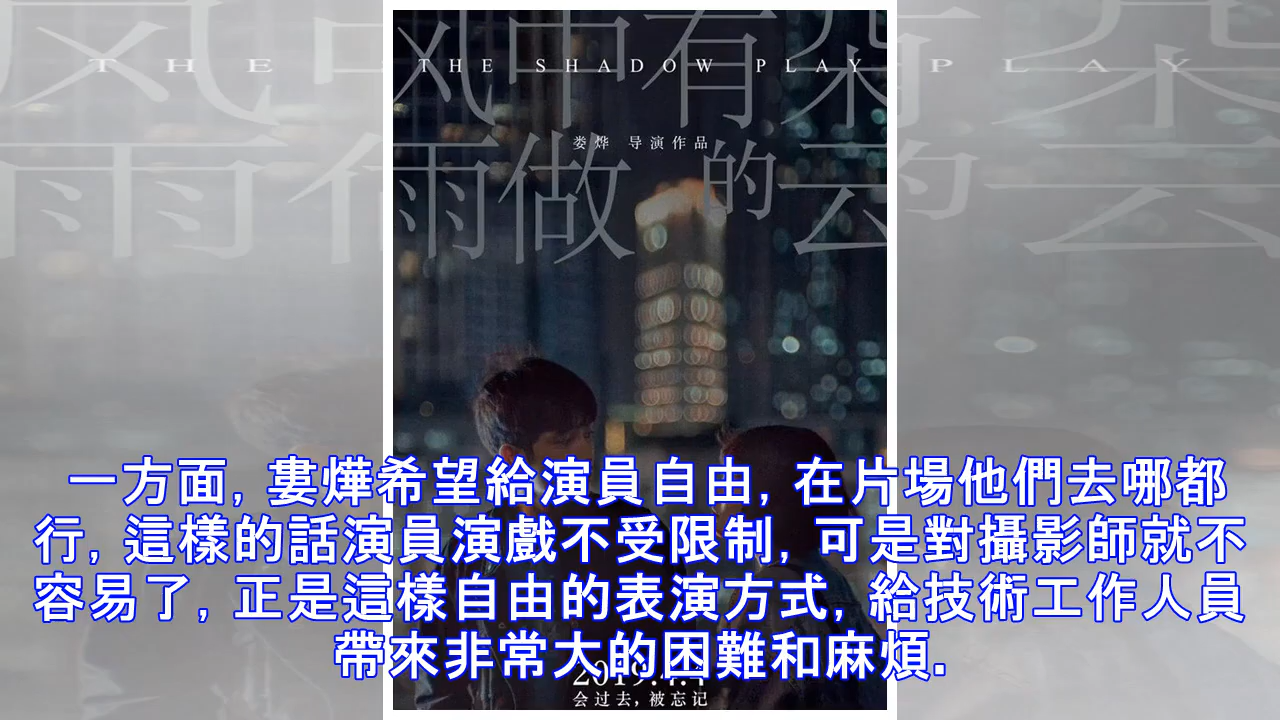 风中有朵
THE SHADOW PLAY
娄烨 导演作品
雨做的云
一方面, 婁燁希望給演員自由, 在片場他們去哪都
行, 這樣的話演員演戲不受限制, 可是對攝影師就不
容易了, 正是這樣自由的表演方式, 給技術工作人員
帶來非常大的困難和麻煩.
2019.4.4
会过去,被忘记